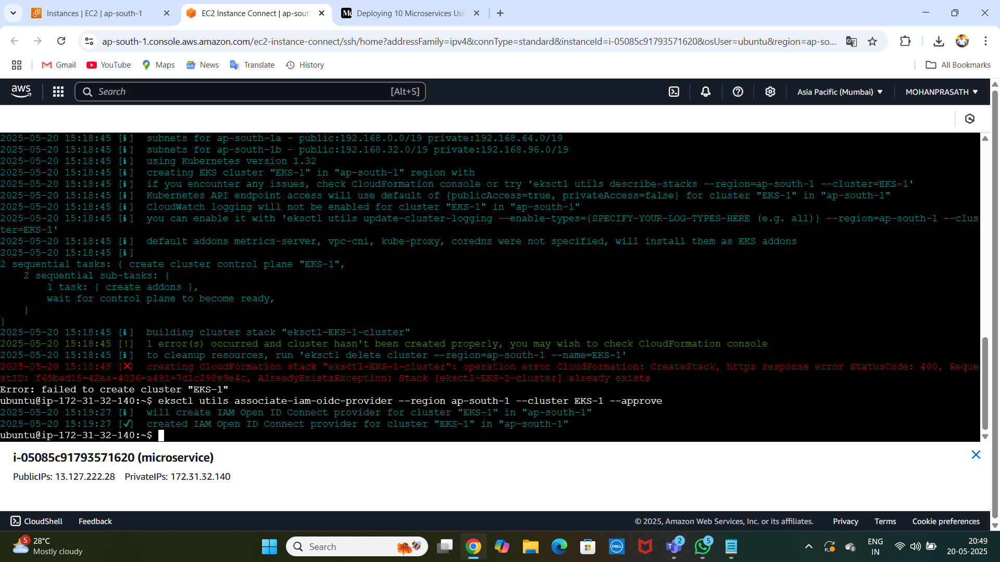 Instances | EC2 | ap-south-1
EC2 Instance Connect | ap-sout
Deploying 10 Microservices Usi
ap-south-1.console.aws.amazon.com/ec2-instance-connect/ssh/home?addressFamily=ipv4&connType=standard&instanceId=i-05085c91793571620&osUser=ubuntu&region=ap-so...
Gmail YouTube Maps News Translate History All Bookmarks
aws Search [Alt+S] Asia Pacific (Mumbai) MOHANPRASATH
2025-05-20 15:18:45 [ℹ]  subnets for ap-south-1a - public:192.168.0.0/19 private:192.168.64.0/19
2025-05-20 15:18:45 [ℹ]  subnets for ap-south-1b - public:192.168.32.0/19 private:192.168.96.0/19
2025-05-20 15:18:45 [ℹ]  using Kubernetes version 1.32
2025-05-20 15:18:45 [ℹ]  creating EKS cluster "EKS-1" in "ap-south-1" region with
2025-05-20 15:18:45 [ℹ]  if you encounter any issues, check CloudFormation console or try 'eksctl utils describe-stacks --region=ap-south-1 --cluster=EKS-1'
2025-05-20 15:18:45 [ℹ]  Kubernetes API endpoint access will use default of {publicAccess=true, privateAccess=false} for cluster "EKS-1" in "ap-south-1"
2025-05-20 15:18:45 [ℹ]  CloudWatch logging will not be enabled for cluster "EKS-1" in "ap-south-1"
2025-05-20 15:18:45 [ℹ]  you can enable it with 'eksctl utils update-cluster-logging --enable-types={SPECIFY-YOUR-LOG-TYPES-HERE (e.g. all)} --region=ap-south-1 --clus
ter=EKS-1'
2025-05-20 15:18:45 [ℹ]  default addons metrics-server, vpc-cni, kube-proxy, coredns were not specified, will install them as EKS addons
2025-05-20 15:18:45 [ℹ]
2 sequential tasks: { create cluster control plane "EKS-1",
    2 sequential sub-tasks: {
        1 task: { create addons },
        wait for control plane to become ready,
    }
}
2025-05-20 15:18:45 [ℹ]  building cluster stack "eksctl-EKS-1-cluster"
2025-05-20 15:18:45 [!]  1 error(s) occurred and cluster hasn't been created properly, you may wish to check CloudFormation console
2025-05-20 15:18:45 [ℹ]  to cleanup resources, run 'eksctl delete cluster --region=ap-south-1 --name=EKS-1'
2025-05-20 15:18:45 [✖]  creating CloudFormation stack "eksctl-EKS-1-cluster": operation error CloudFormation: CreateStack, https response error StatusCode: 400, Reque
stID: f65bad15-42ea-4036-a491-7d1c298e9e4c, AlreadyExistsException: Stack [eksctl-EKS-1-cluster] already exists
Error: failed to create cluster "EKS-1"
ubuntu@ip-172-31-32-140:~$ eksctl utils associate-iam-oidc-provider --region ap-south-1 --cluster EKS-1 --approve
2025-05-20 15:19:27 [ℹ]  will create IAM Open ID Connect provider for cluster "EKS-1" in "ap-south-1"
2025-05-20 15:19:27 [✔]  created IAM Open ID Connect provider for cluster "EKS-1" in "ap-south-1"
ubuntu@ip-172-31-32-140:~$
i-05085c91793571620 (microservice)
PublicIPs: 13.127.222.28 PrivateIPs: 172.31.32.140
CloudShell Feedback © 2025, Amazon Web Services, Inc. or its affiliates. Privacy Terms Cookie preferences
5 28°C
Mostly cloudy
Search
DELL
2
5
ENG
IN
20:49
20-05-2025